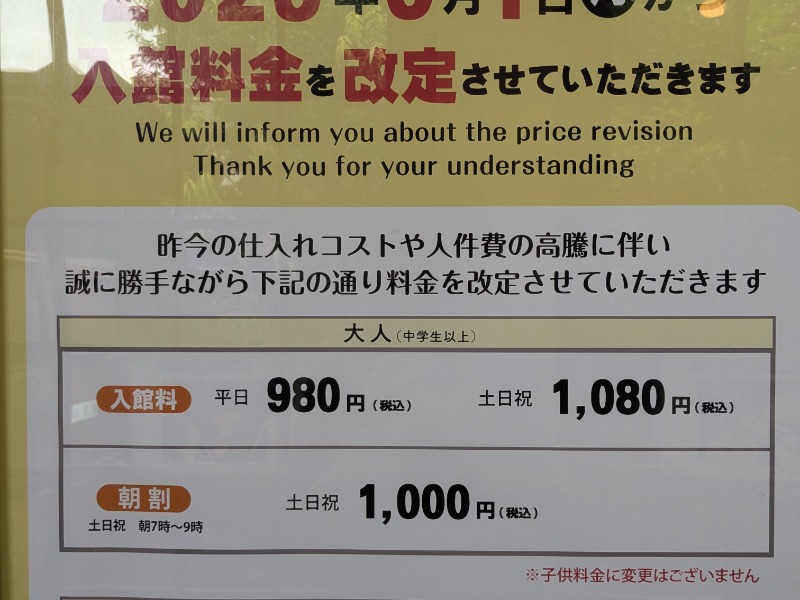 入館料金を改定させていただきます
We will inform you about the price revision
Thank you for your understanding
昨今の仕入れコストや人件費の高騰に伴い
誠に勝手ながら下記の通り料金を改定させていただきます
大人(中学生以上)
入館料 平日 980円(税込) 土日祝 1,080円(税込)
朝割 土日祝 1,000円(税込)
土日祝 朝7時～9時
※子供料金に変更はございません